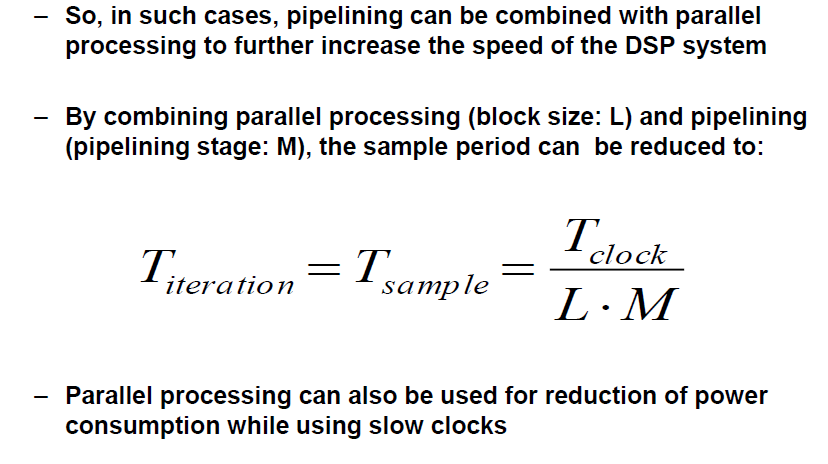 – So, in such cases, pipelining can be combined with parallel
processing to further increase the speed of the DSP system
– By combining parallel processing (block size: L) and pipelining
(pipelining stage: M), the sample period can  be reduced to:
T_{iteration} = T_{sample} = \frac{T_{clock}}{L \cdot M}
– Parallel processing can also be used for reduction of power
consumption while using slow clocks